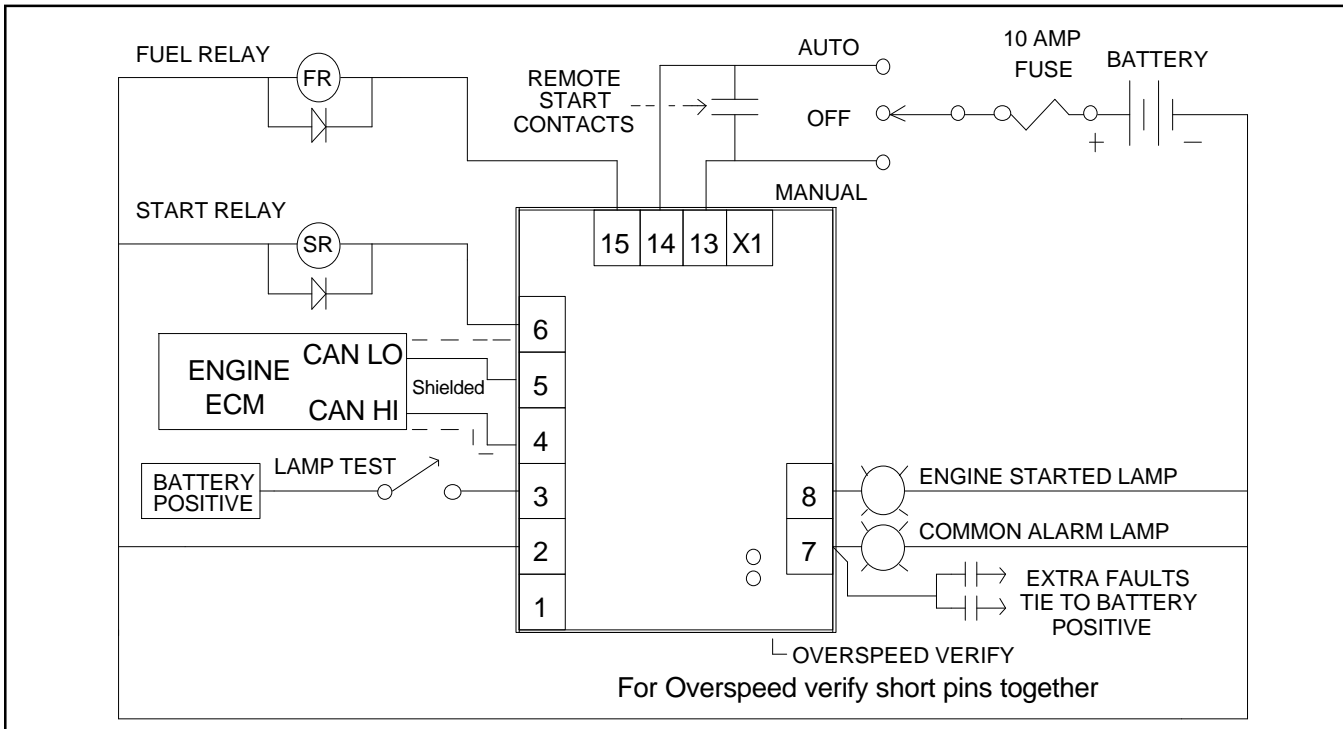 FUEL RELAY
FR
REMOTE
START
CONTACTS
AUTO
OFF
MANUAL
10 AMP
FUSE
BATTERY
+
−
START RELAY
SR
15 14 13 X1
6
5
4
3
2
1
ENGINE
ECM
CAN LO
Shielded
CAN HI
BATTERY
POSITIVE
LAMP TEST
8
7
ENGINE STARTED LAMP
COMMON ALARM LAMP
EXTRA FAULTS
TIE TO BATTERY
POSITIVE
OVERSPEED VERIFY
For Overspeed verify short pins together